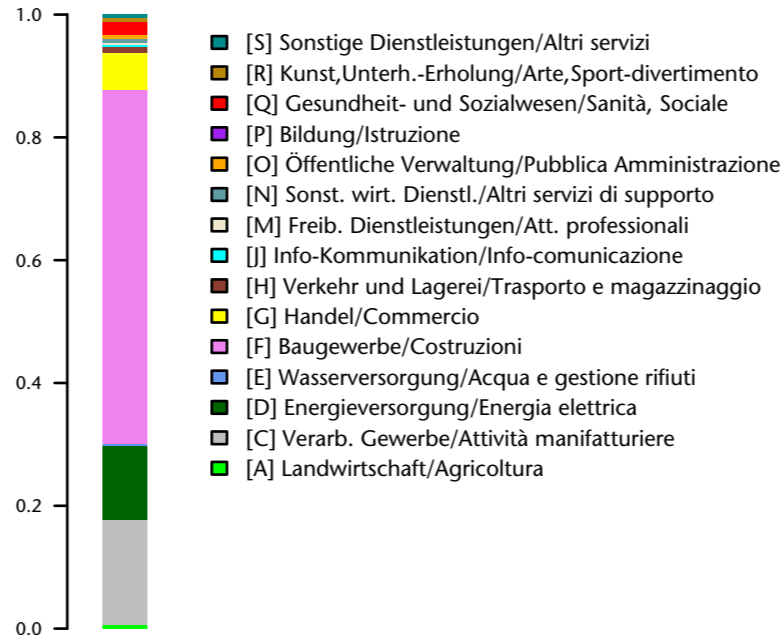 1.0
0.8
0.6
0.4
0.2
0.0
[S] Sonstige Dienstleistungen/Altri servizi
[R] Kunst,Unterh.-Erholung/Arte,Sport-divertimento
[Q] Gesundheit- und Sozialwesen/Sanità, Sociale
[P] Bildung/Istruzione
[O] Öffentliche Verwaltung/Pubblica Amministrazione
[N] Sonst. wirt. Dienstl./Altri servizi di supporto
[M] Freib. Dienstleistungen/Att. professionali
[J] Info-Kommunikation/Info-comunicazione
[H] Verkehr und Lagerei/Trasporto e magazzinaggio
[G] Handel/Commercio
[F] Baugewerbe/Costruzioni
[E] Wasserversorgung/Acqua e gestione rifiuti
[D] Energieversorgung/Energia elettrica
[C] Verarb. Gewerbe/Attività manifatturiere
[A] Landwirtschaft/Agricoltura